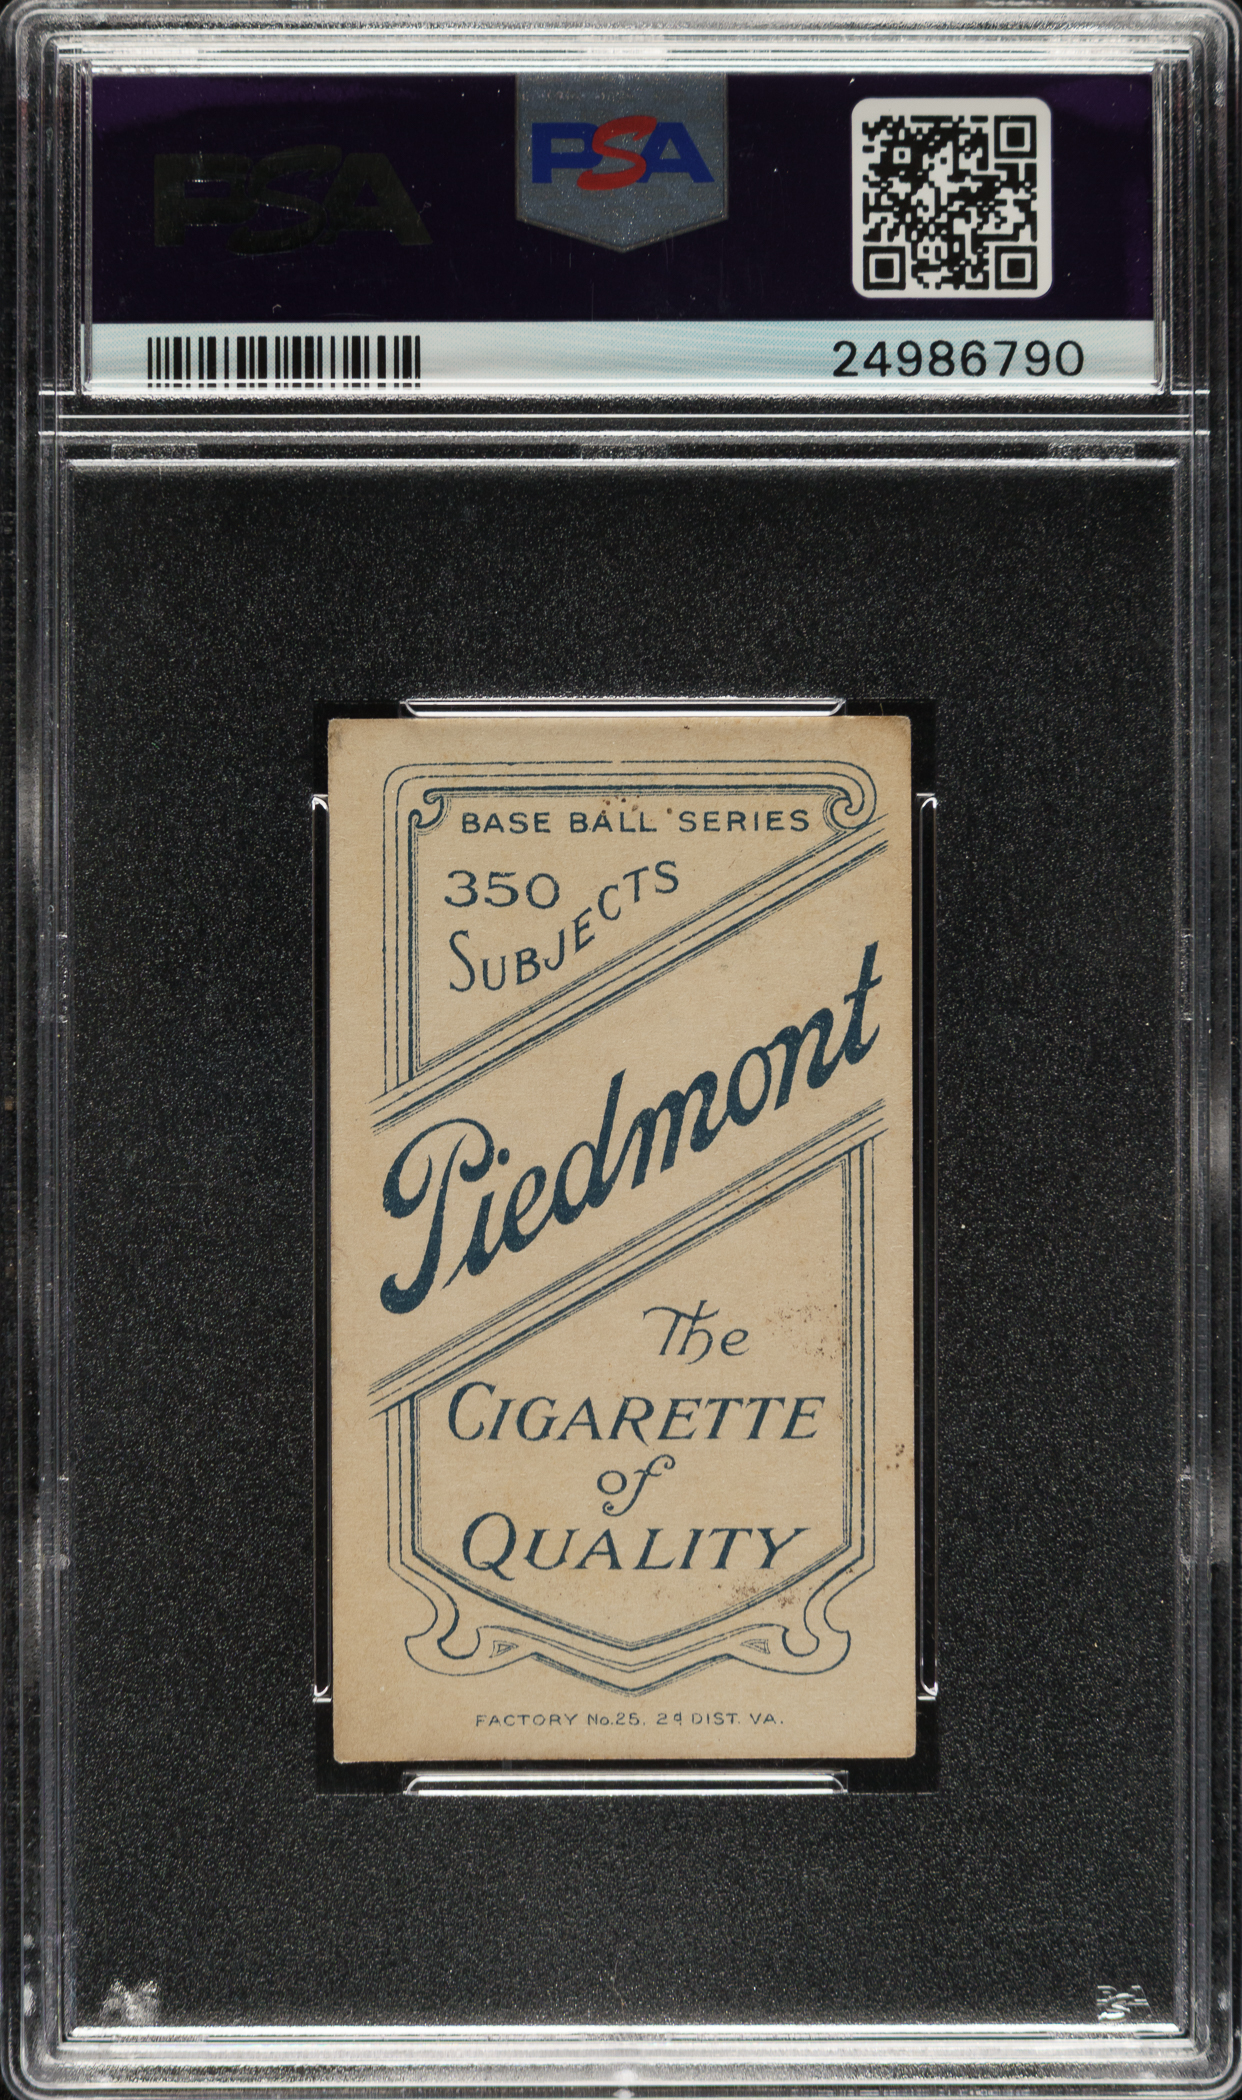 PSA
PSA
24986790
BASE BALL SERIES
350
SUBJECTS
Piedmont
The
CIGARETTE
of
QUALITY
FACTORY No.25. 2d DIST. VA.
PSA